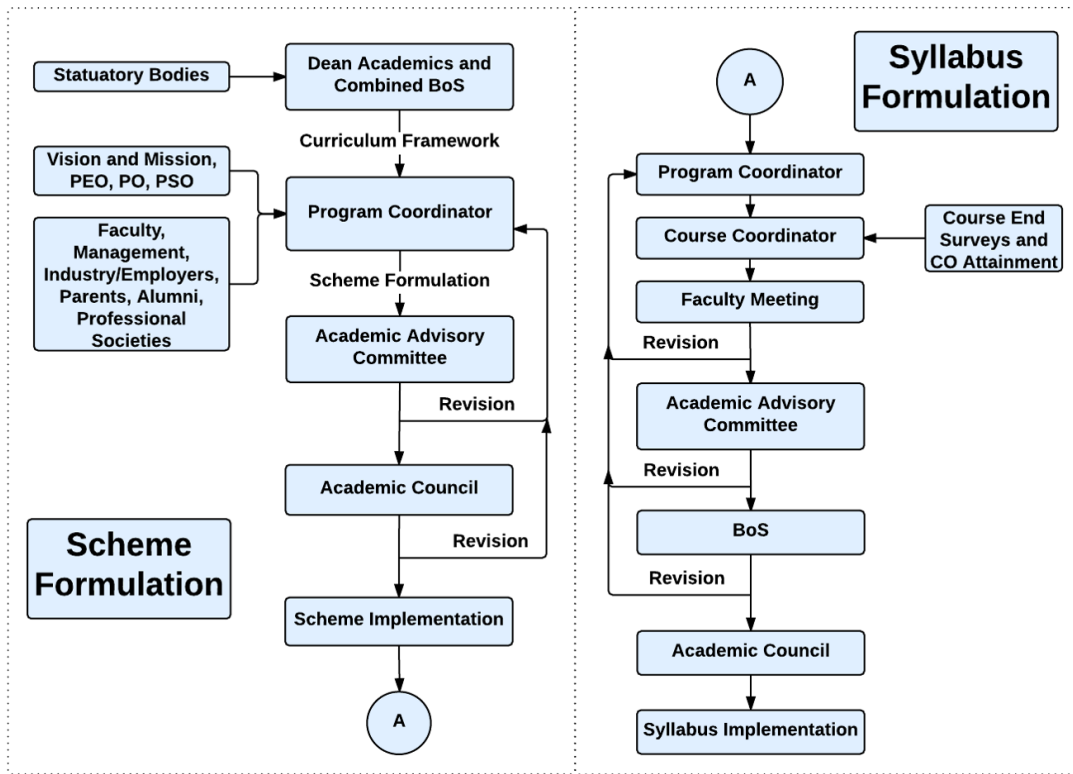 Statuatory Bodies
Dean Academics and
Combined BoS
Curriculum Framework
Vision and Mission,
PEO, PO, PSO
Program Coordinator
Faculty,
Management,
Industry/Employers,
Parents, Alumni,
Professional
Societies
Scheme Formulation
Academic Advisory
Committee
Revision
Academic Council
Revision
Scheme
Formulation
Scheme Implementation
A
A
Syllabus
Formulation
Program Coordinator
Course Coordinator
Course End
Surveys and
CO Attainment
Faculty Meeting
Revision
Academic Advisory
Committee
Revision
BoS
Revision
Academic Council
Syllabus Implementation